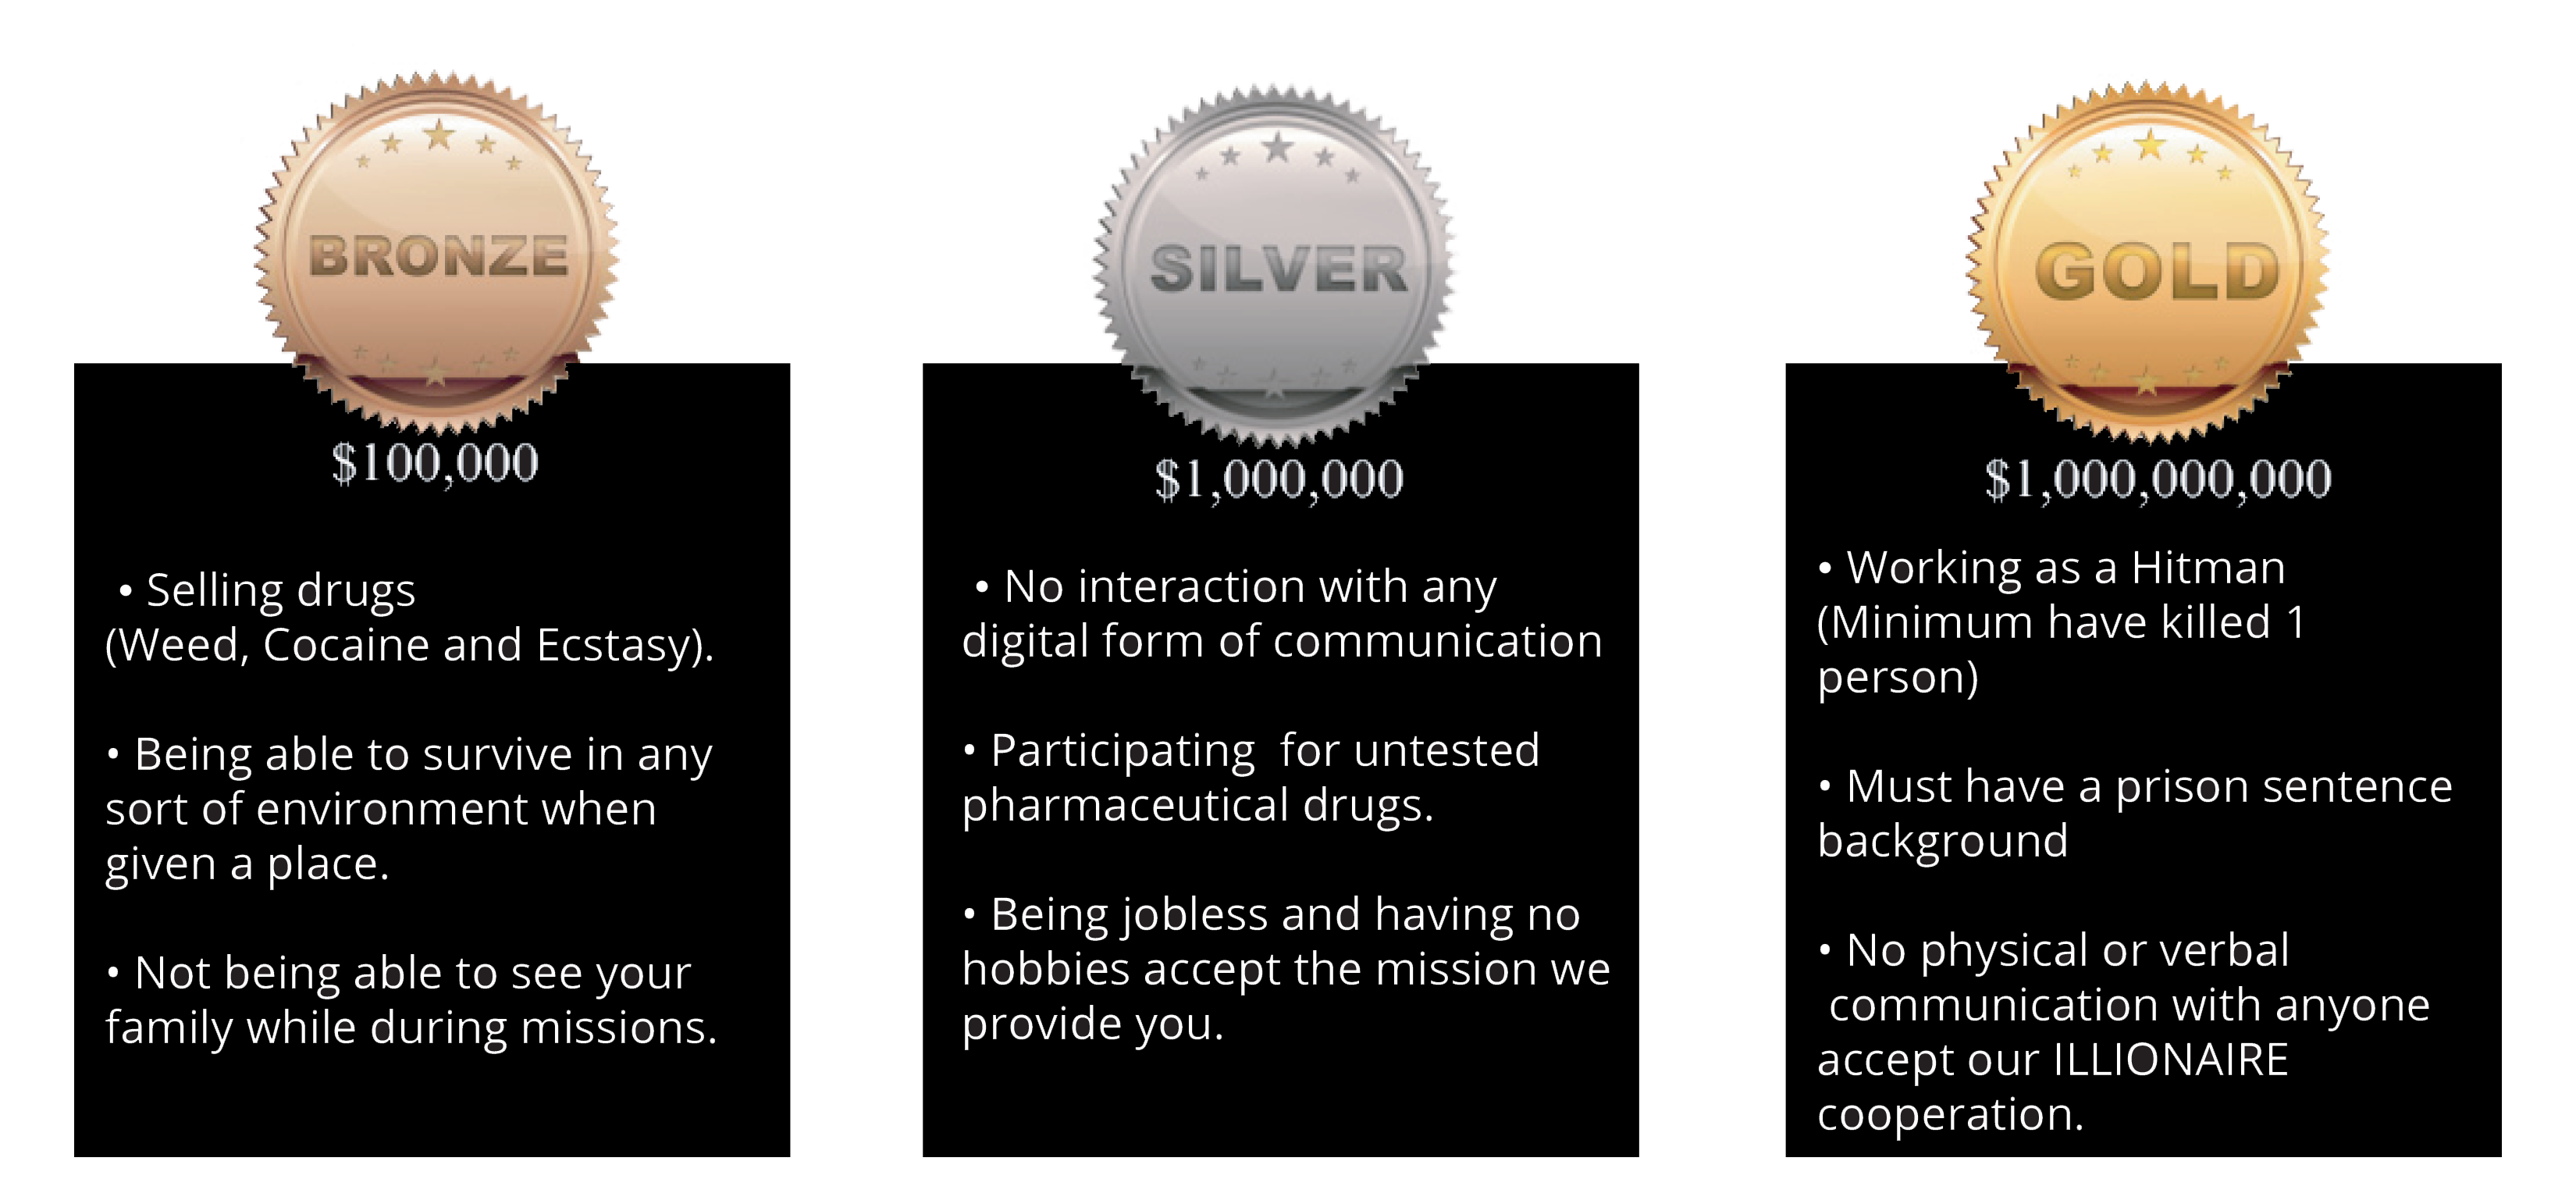 BRONZE
$100,000
• Selling drugs
(Weed, Cocaine and Ecstasy).
• Being able to survive in any
sort of environment when
given a place.
• Not being able to see your
family while during missions.
SILVER
$1,000,000
• No interaction with any
digital form of communication
• Participating  for untested
pharmaceutical drugs.
• Being jobless and having no
hobbies accept the mission we
provide you.
GOLD
$1,000,000,000
• Working as a Hitman
(Minimum have killed 1
person)
• Must have a prison sentence
background
• No physical or verbal
communication with anyone
accept our ILLIONAIRE
cooperation.